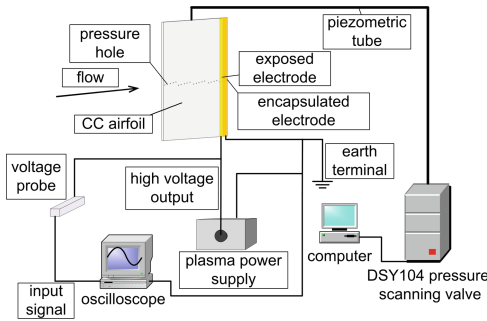 pressure
hole
flow
CC airfoil
piezometric
tube
exposed
electrode
encapsulated
electrode
voltage
probe
high voltage
output
earth
terminal
plasma power
supply
computer
DSY104 pressure
scanning valve
input
signal
oscilloscope